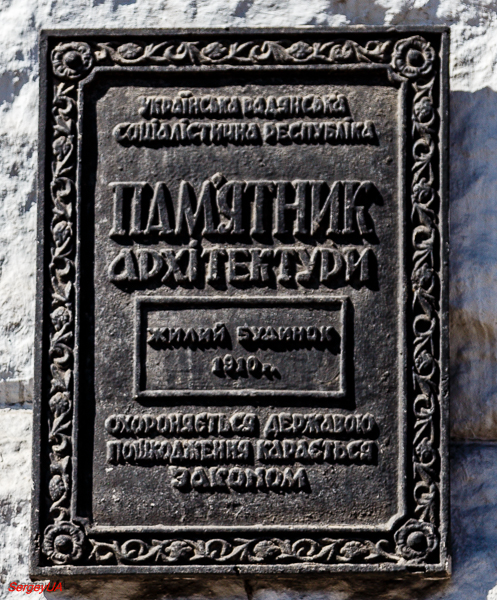 УКРАЇНСЬКА РАДЯНСЬКА
СОЦІАЛІСТИЧНА РЕСПУБЛІКА
ПАМ'ЯТНИК
АРХІТЕКТУРИ
ЖИЛИЙ БУДИНОК
1910 г.
ОХОРОНЯЄТЬСЯ ДЕРЖАВОЮ
ПОШКОДЖЕННЯ КАРАЄТЬСЯ
ЗАКОНОМ
SergeyUA